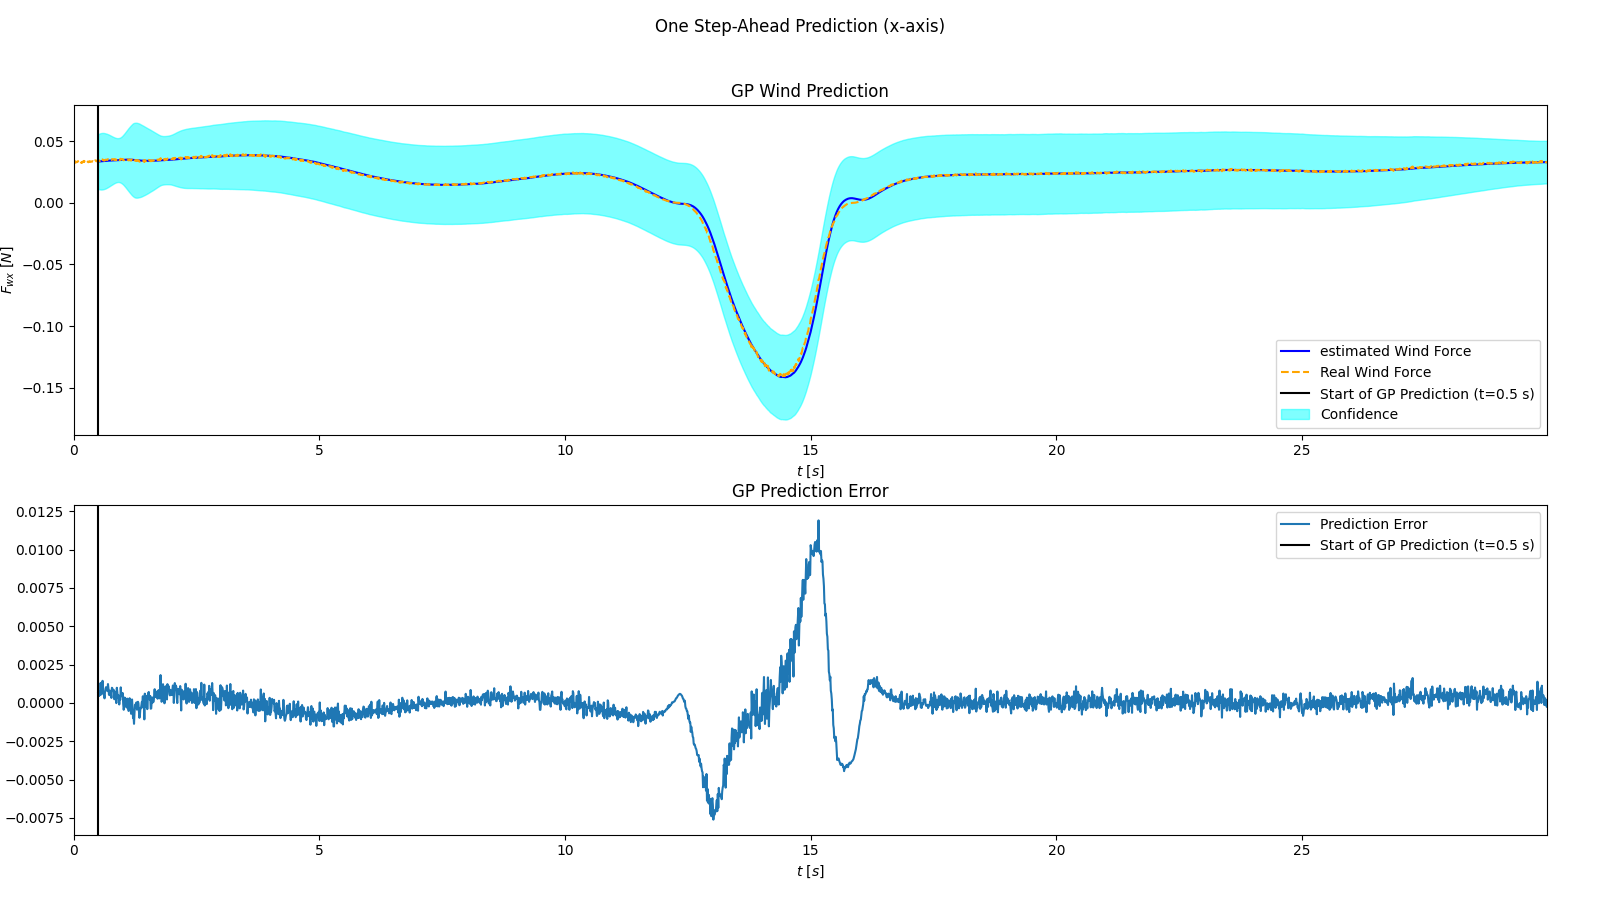 One Step-Ahead Prediction (x-axis)
GP Wind Prediction
0.05
0.00
−0.05
−0.10
−0.15
F_{wx} [N]
estimated Wind Force
Real Wind Force
Start of GP Prediction (t=0.5 s)
Confidence
0 5 10 15 20 25
t [s]
GP Prediction Error
0.0125
0.0100
0.0075
0.0050
0.0025
0.0000
−0.0025
−0.0050
−0.0075
Prediction Error
Start of GP Prediction (t=0.5 s)
0 5 10 15 20 25
t [s]